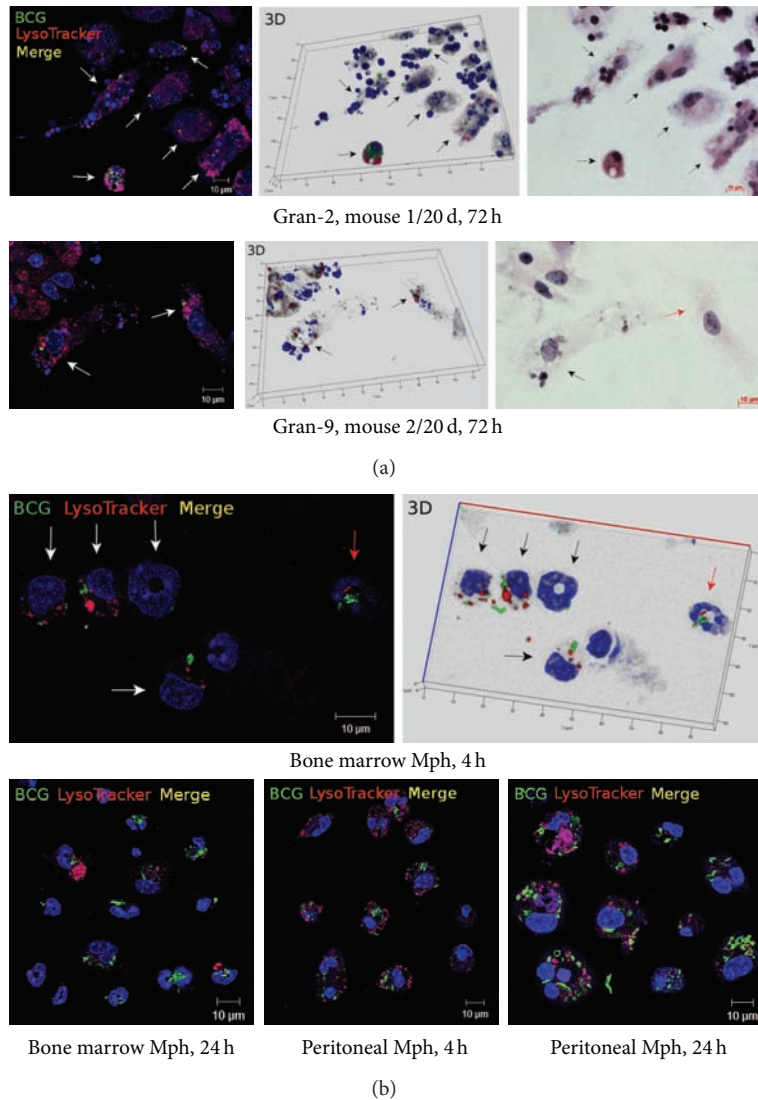 BCG
LysoTracker
Merge
10 µm
3D
Gran-2, mouse 1/20 d, 72 h
10 µm
3D
10 µm
Gran-9, mouse 2/20 d, 72 h
(a)
BCG LysoTracker Merge
10 µm
3D
Bone marrow Mph, 4 h
BCG LysoTracker Merge
10 µm
BCG LysoTracker Merge
10 µm
BCG LysoTracker Merge
10 µm
Bone marrow Mph, 24 h
Peritoneal Mph, 4 h
Peritoneal Mph, 24 h
(b)